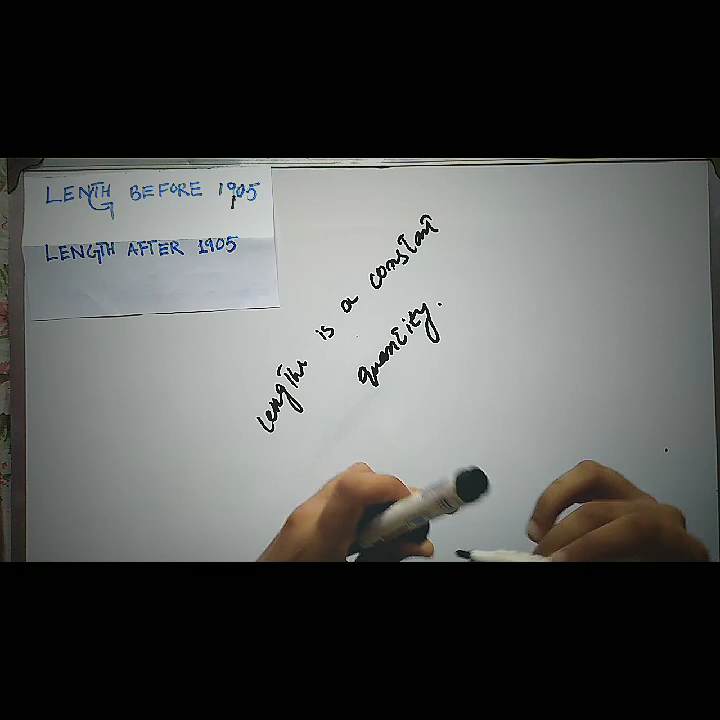 LENGTH BEFORE 1905
LENGTH AFTER 1905
length is a constant
quantity.